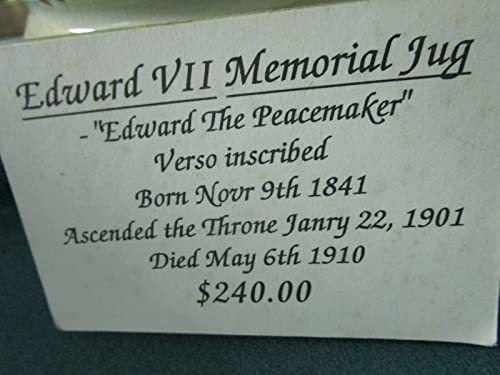 Edward VII Memorial Jug
- "Edward The Peacemaker"
Verso inscribed
Born Novr 9th 1841
Ascended the Throne Janry 22, 1901
Died May 6th 1910
$240.00